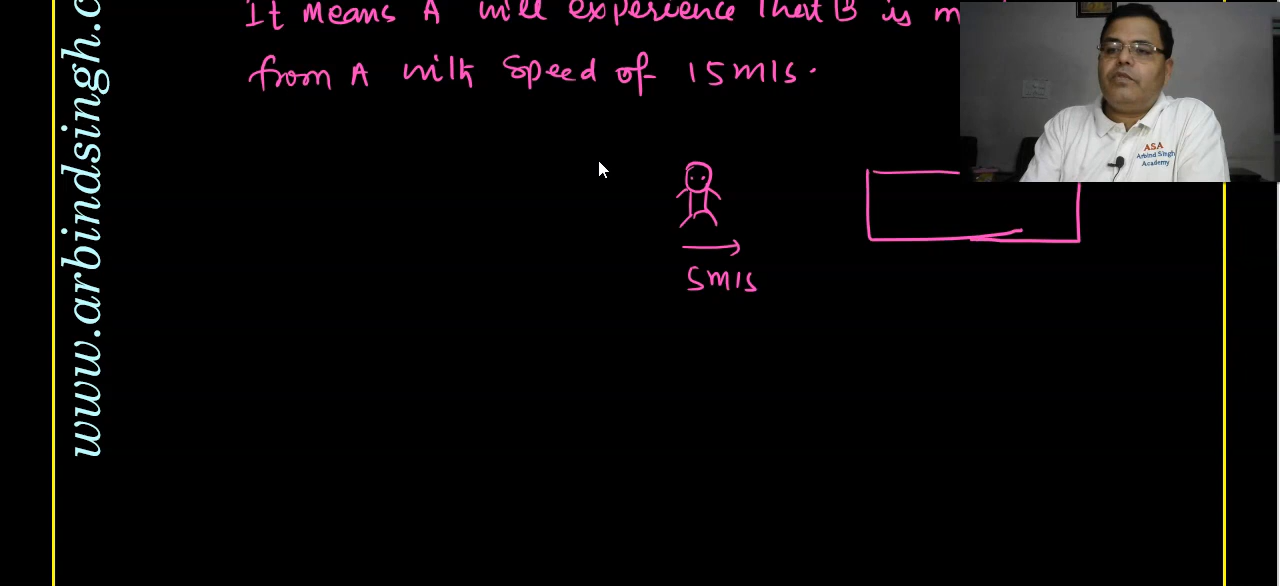 It means A will experience that B is m
from A with speed of 15m/s.
5m/s
www.arbindsingh.c
ASA
Arbind Singh
Academy